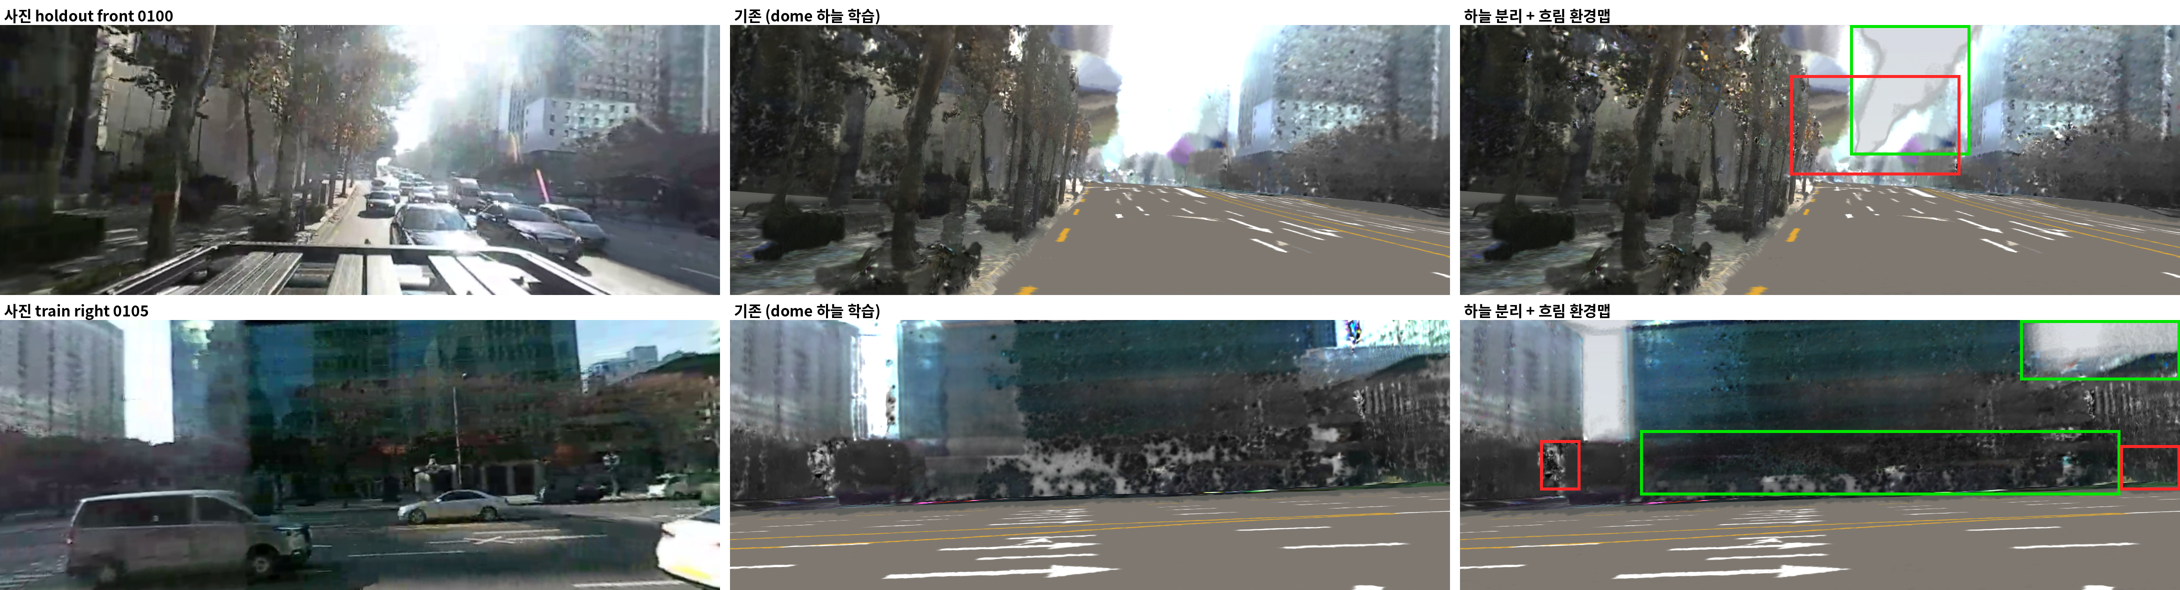 사진 holdout front 0100
기존 (dome 하늘 학습)
하늘 분리 + 흐림 환경맵
사진 train right 0105
기존 (dome 하늘 학습)
하늘 분리 + 흐림 환경맵